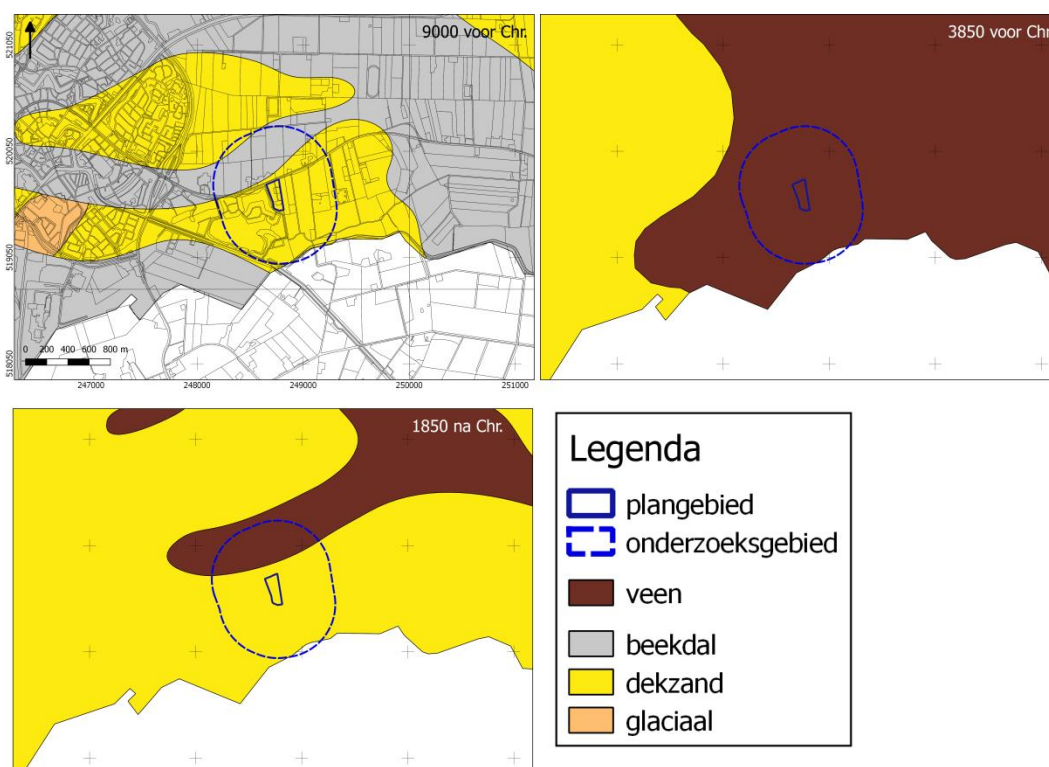 9000 voor Chr.
521050
520050
519050
518050
0 200 400 600 800 m
247000 248000 249000 250000 251000
3850 voor Chr.
1850 na Chr.
Legenda
plangebied
onderzoeksgebied
veen
beekdal
dekzand
glaciaal